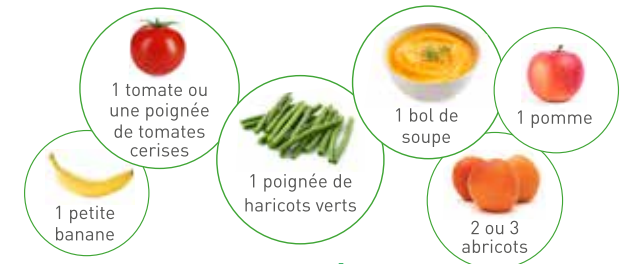 1 tomate ou
une poignée
de tomates
cerises
1 petite
banane
1 poignée de
haricots verts
1 bol de
soupe
1 pomme
2 ou 3
abricots